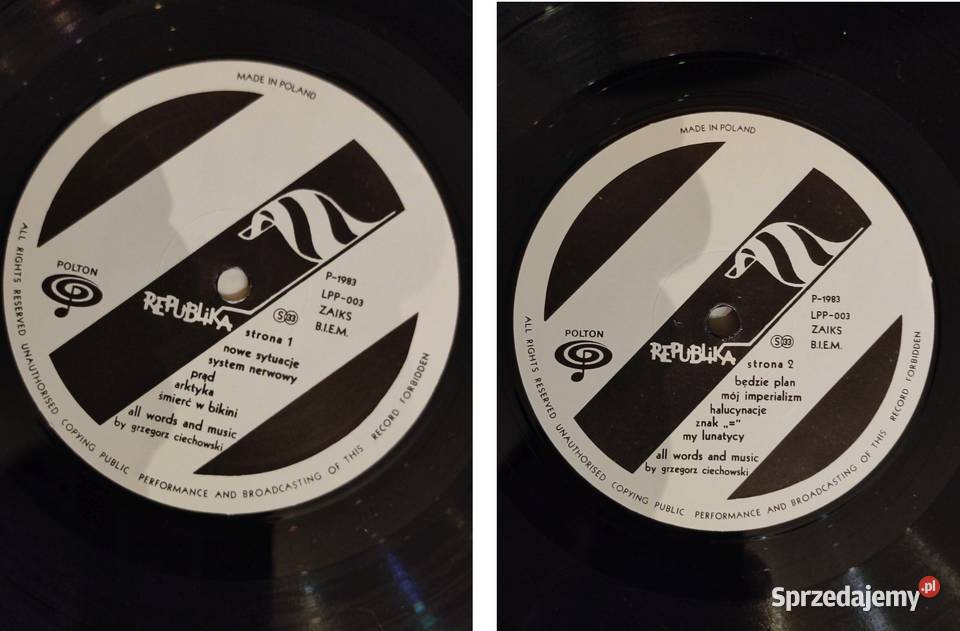 MADE IN POLAND
POLTON
REPUBLiKA
P-1983
LPP-003
ZAIKS
B.I.E.M.
S 33
strona 1
nowe sytuacje
system nerwowy
prąd
arktyka
śmierć w bikini
all words and music
by grzegorz ciechowski
ALL RIGHTS RESERVED UNAUTHORISED COPYING PUBLIC PERFORMANCE AND BROADCASTING OF THIS RECORD FORBIDDEN
MADE IN POLAND
POLTON
REPUBLiKA
P-1983
LPP-003
ZAIKS
B.I.E.M.
S 33
strona 2
będzie plan
mój imperializm
halucynacje
znak „="
my lunatycy
all words and music
by grzegorz ciechowski
ALL RIGHTS RESERVED UNAUTHORISED COPYING PUBLIC PERFORMANCE AND BROADCASTING OF THIS RECORD FORBIDDEN
Sprzedajemy.pl